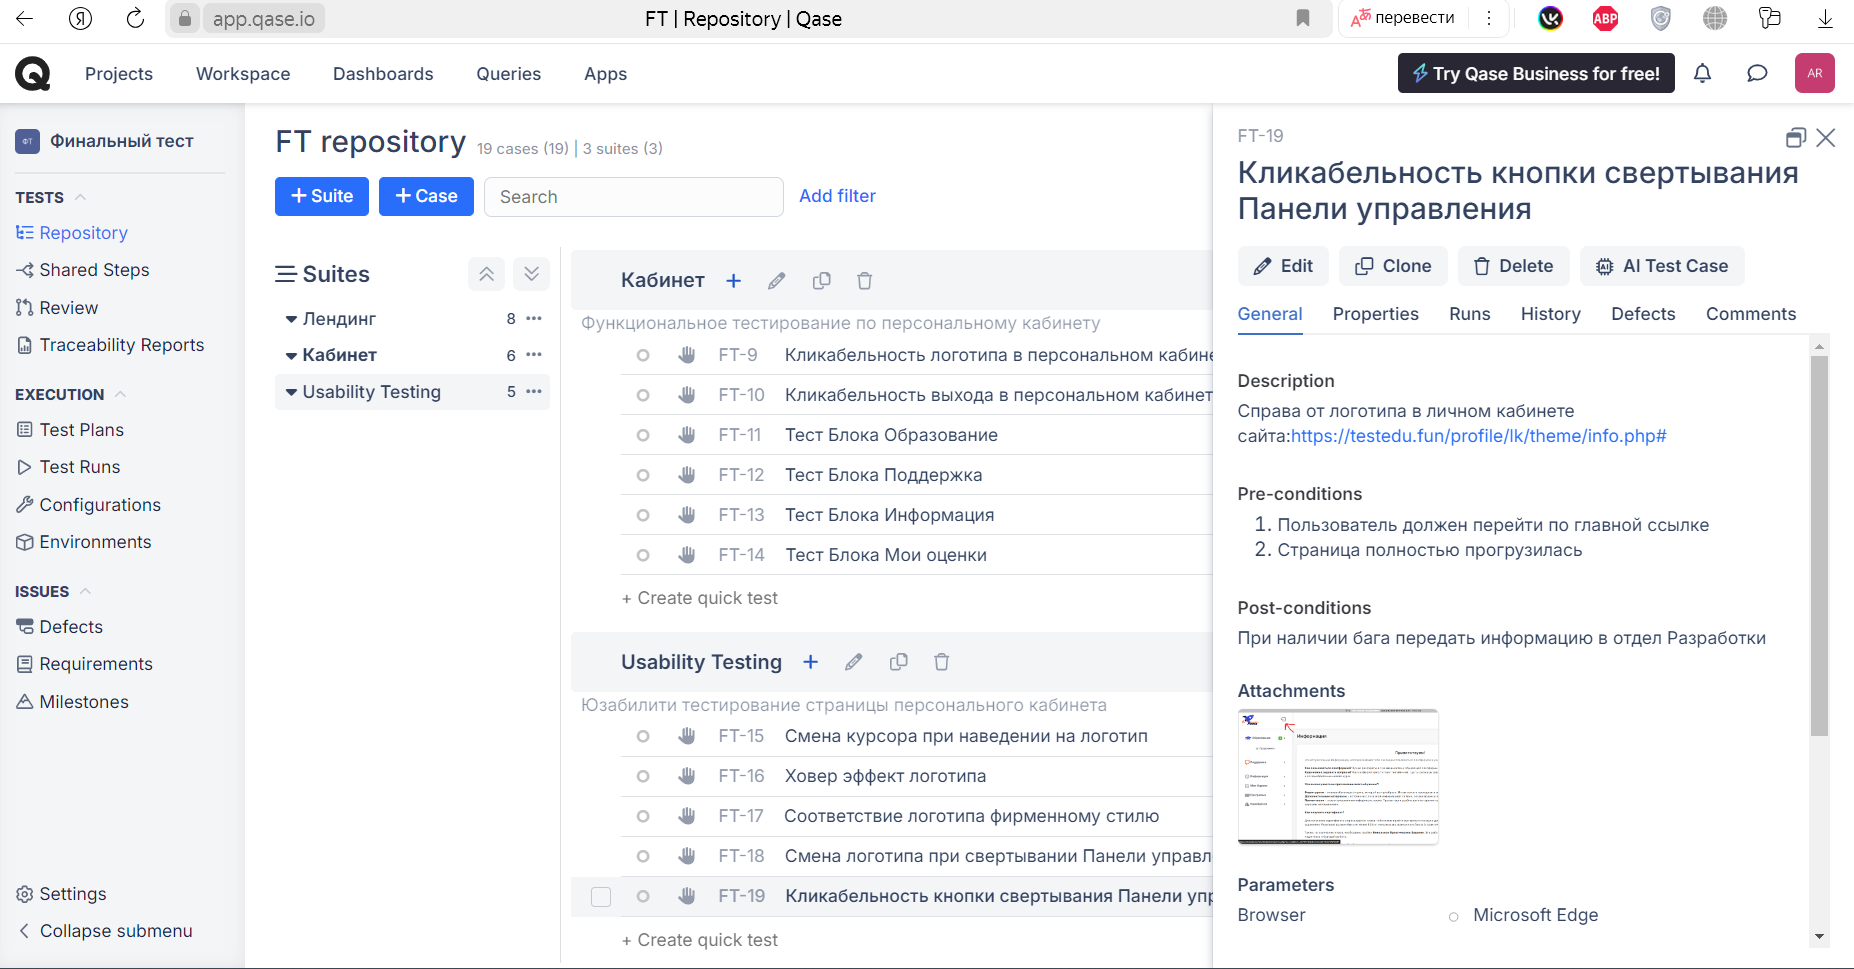 app.qase.io
FT | Repository | Qase
перевести
Projects
Workspace
Dashboards
Queries
Apps
Try Qase Business for free!
AR
ФТ
Финальный тест
TESTS
Repository
Shared Steps
Review
Traceability Reports
EXECUTION
Test Plans
Test Runs
Configurations
Environments
ISSUES
Defects
Requirements
Milestones
Settings
Collapse submenu
FT repository
19 cases (19) | 3 suites (3)
+ Suite
+ Case
Search
Add filter
Suites
Лендинг 8
Кабинет 6
Usability Testing 5
Кабинет
Функциональное тестирование по персональному кабинету
FT-9 Кликабельность логотипа в персональном кабине
FT-10 Кликабельность выхода в персональном кабинет
FT-11 Тест Блока Образование
FT-12 Тест Блока Поддержка
FT-13 Тест Блока Информация
FT-14 Тест Блока Мои оценки
+ Create quick test
Usability Testing
Юзабилити тестирование страницы персонального кабинета
FT-15 Смена курсора при наведении на логотип
FT-16 Ховер эффект логотипа
FT-17 Соответствие логотипа фирменному стилю
FT-18 Смена логотипа при свертывании Панели управл
FT-19 Кликабельность кнопки свертывания Панели упр
+ Create quick test
FT-19
Кликабельность кнопки свертывания
Панели управления
Edit
Clone
Delete
AI Test Case
General
Properties
Runs
History
Defects
Comments
Description
Справа от логотипа в личном кабинете
сайта:https://testedu.fun/profile/lk/theme/info.php#
Pre-conditions
1. Пользователь должен перейти по главной ссылке
2. Страница полностью прогрузилась
Post-conditions
При наличии бага передать информацию в отдел Разработки
Attachments
Информация
Parameters
Browser
Microsoft Edge